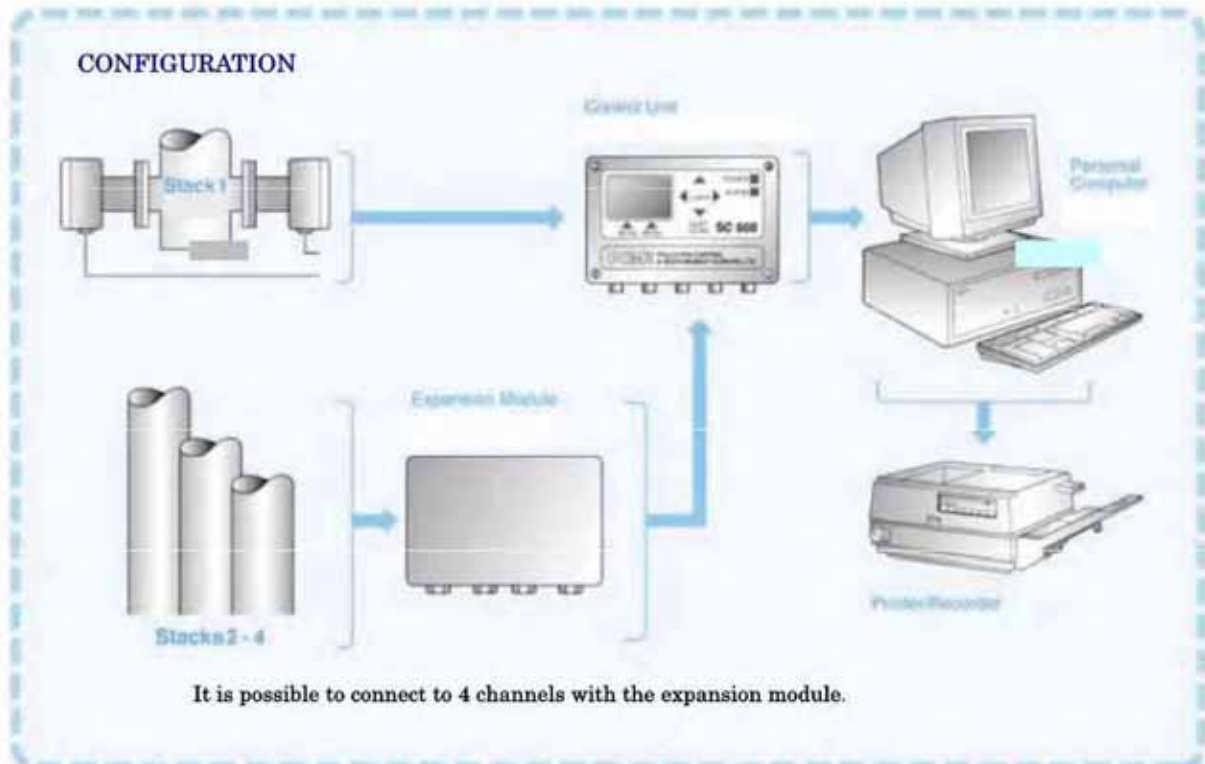 CONFIGURATION
Control Unit
Stack 1
Personal
Computer
SC 600
Expansion Module
Printer/Recorder
Stacks 2 - 4
It is possible to connect to 4 channels with the expansion module.